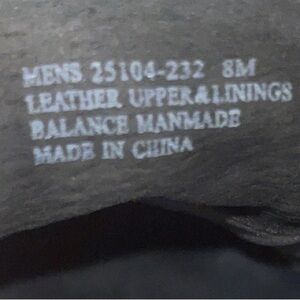 MENS 25104-232 8M
LEATHER UPPER&LININGS
BALANCE MANMADE
MADE IN CHINA